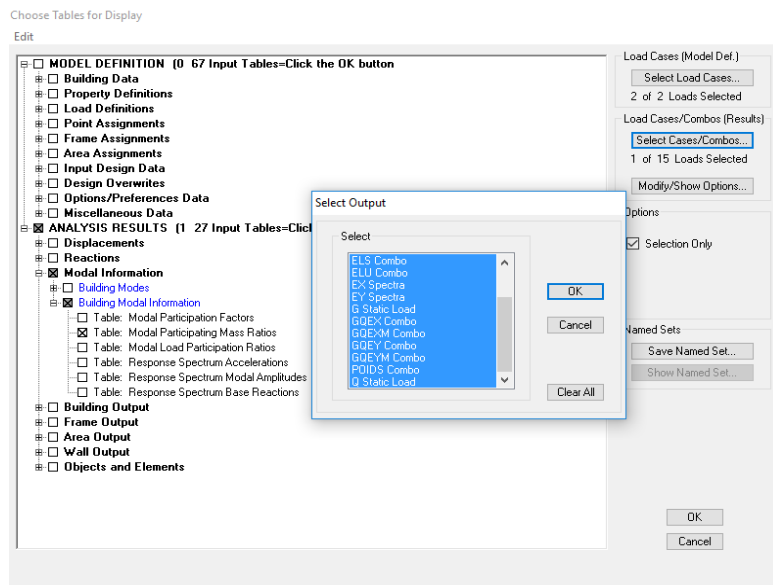 Choose Tables for Display
Edit
MODEL DEFINITION (0 67 Input Tables=Click the OK button
Building Data
Property Definitions
Load Definitions
Point Assignments
Frame Assignments
Area Assignments
Input Design Data
Design Overwrites
Options/Preferences Data
Miscellaneous Data
ANALYSIS RESULTS (1 27 Input Tables=Clic
Displacements
Reactions
Modal Information
Building Modes
Building Modal Information
Table: Modal Participation Factors
Table: Modal Participating Mass Ratios
Table: Modal Load Participation Ratios
Table: Response Spectrum Accelerations
Table: Response Spectrum Modal Amplitudes
Table: Response Spectrum Base Reactions
Building Output
Frame Output
Area Output
Wall Output
Objects and Elements
Select Output
Select
ELS Combo
ELU Combo
EX Spectra
EY Spectra
G Static Load
GQEX Combo
GQEXM Combo
GQEY Combo
GQEYM Combo
POIDS Combo
Q Static Load
OK
Cancel
Clear All
Load Cases (Model Def.)
Select Load Cases...
2 of 2 Loads Selected
Load Cases/Combos (Results)
Select Cases/Combos...
1 of 15 Loads Selected
Modify/Show Options...
Options
Selection Only
Named Sets
Save Named Set...
Show Named Set...
OK
Cancel